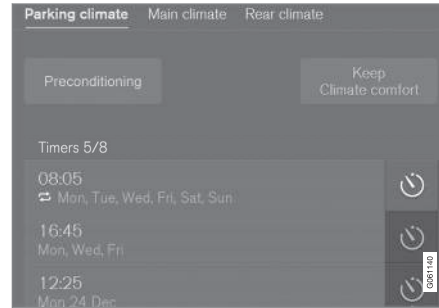 Parking climate Main climate Rear climate
Preconditioning
Keep
Climate comfort
Timers 5/8
08:05
Mon, Tue, Wed, Fri, Sat, Sun
16:45
Mon, Wed, Fri
12:25
Mon 24 Dec
G061140